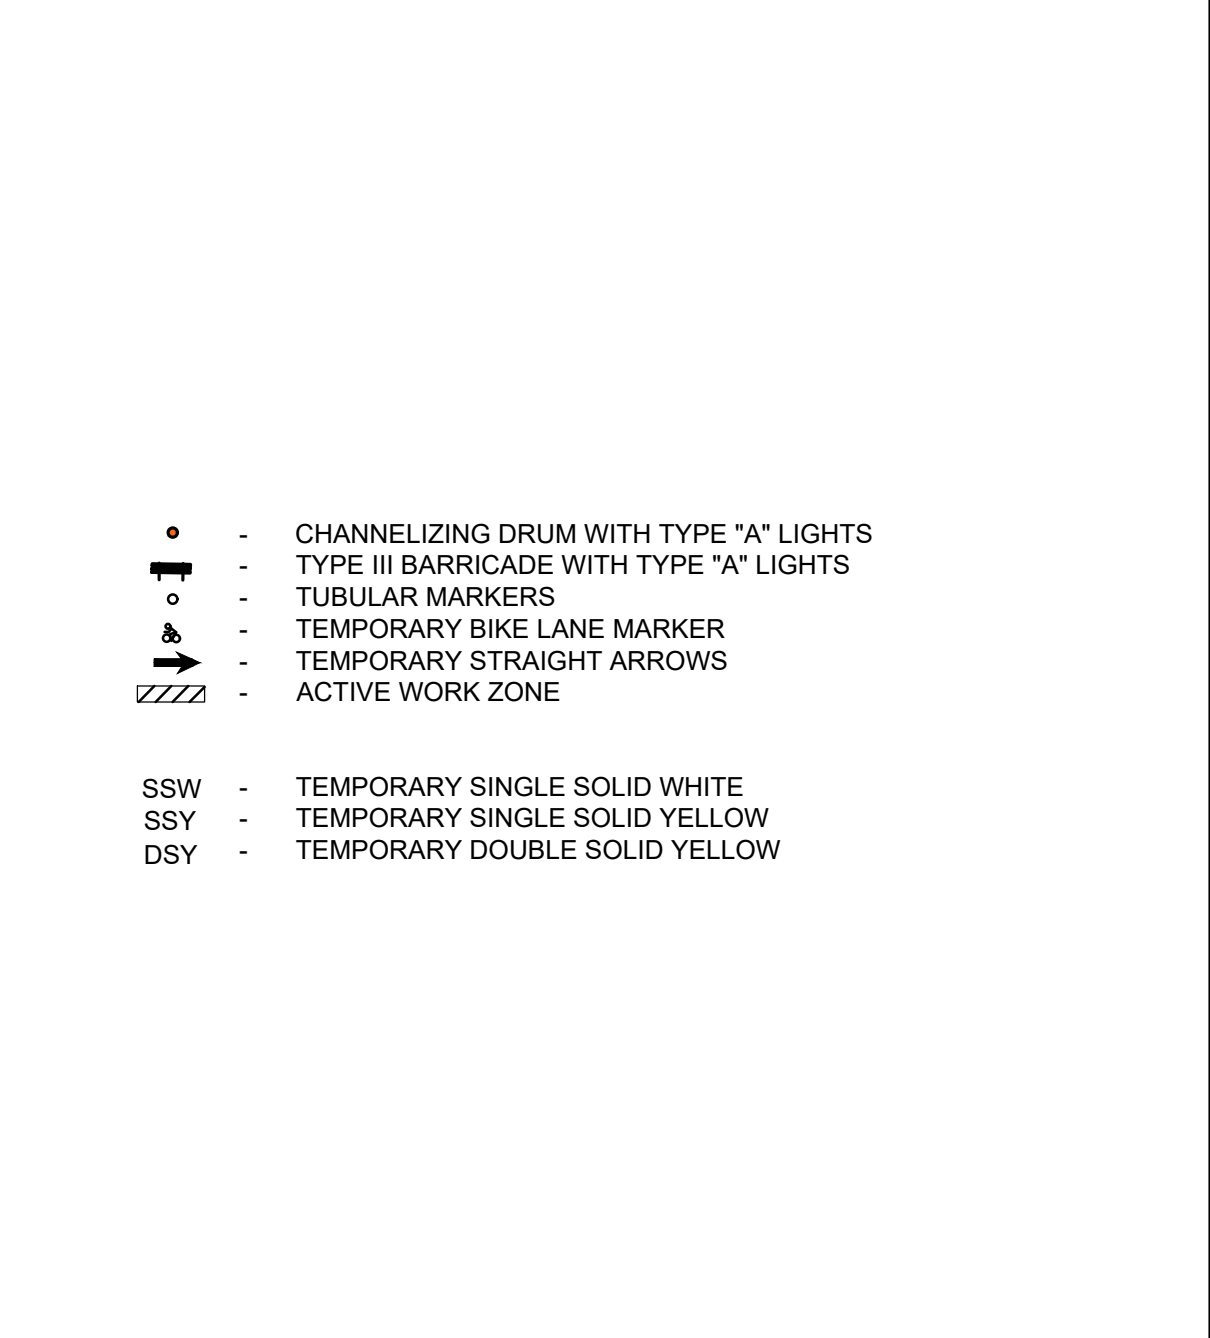 - CHANNELIZING DRUM WITH TYPE "A" LIGHTS
- TYPE III BARRICADE WITH TYPE "A" LIGHTS
- TUBULAR MARKERS
- TEMPORARY BIKE LANE MARKER
- TEMPORARY STRAIGHT ARROWS
- ACTIVE WORK ZONE
SSW - TEMPORARY SINGLE SOLID WHITE
SSY - TEMPORARY SINGLE SOLID YELLOW
DSY - TEMPORARY DOUBLE SOLID YELLOW